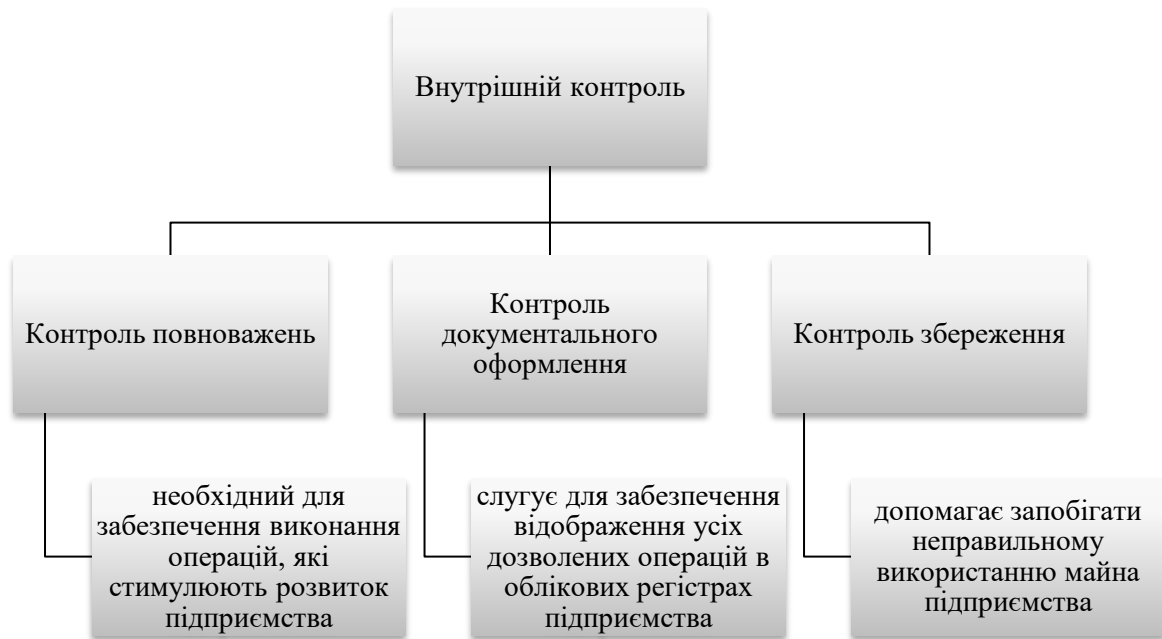 Внутрішній контроль
Контроль повноважень
Контроль
документального
оформлення
Контроль збереження
необхідний для
забезпечення виконання
операцій, які
стимулюють розвиток
підприємства
слугує для забезпечення
відображення усіх
дозволених операцій в
облікових регістрах
підприємства
допомагає запобігати
неправильному
використанню майна
підприємства